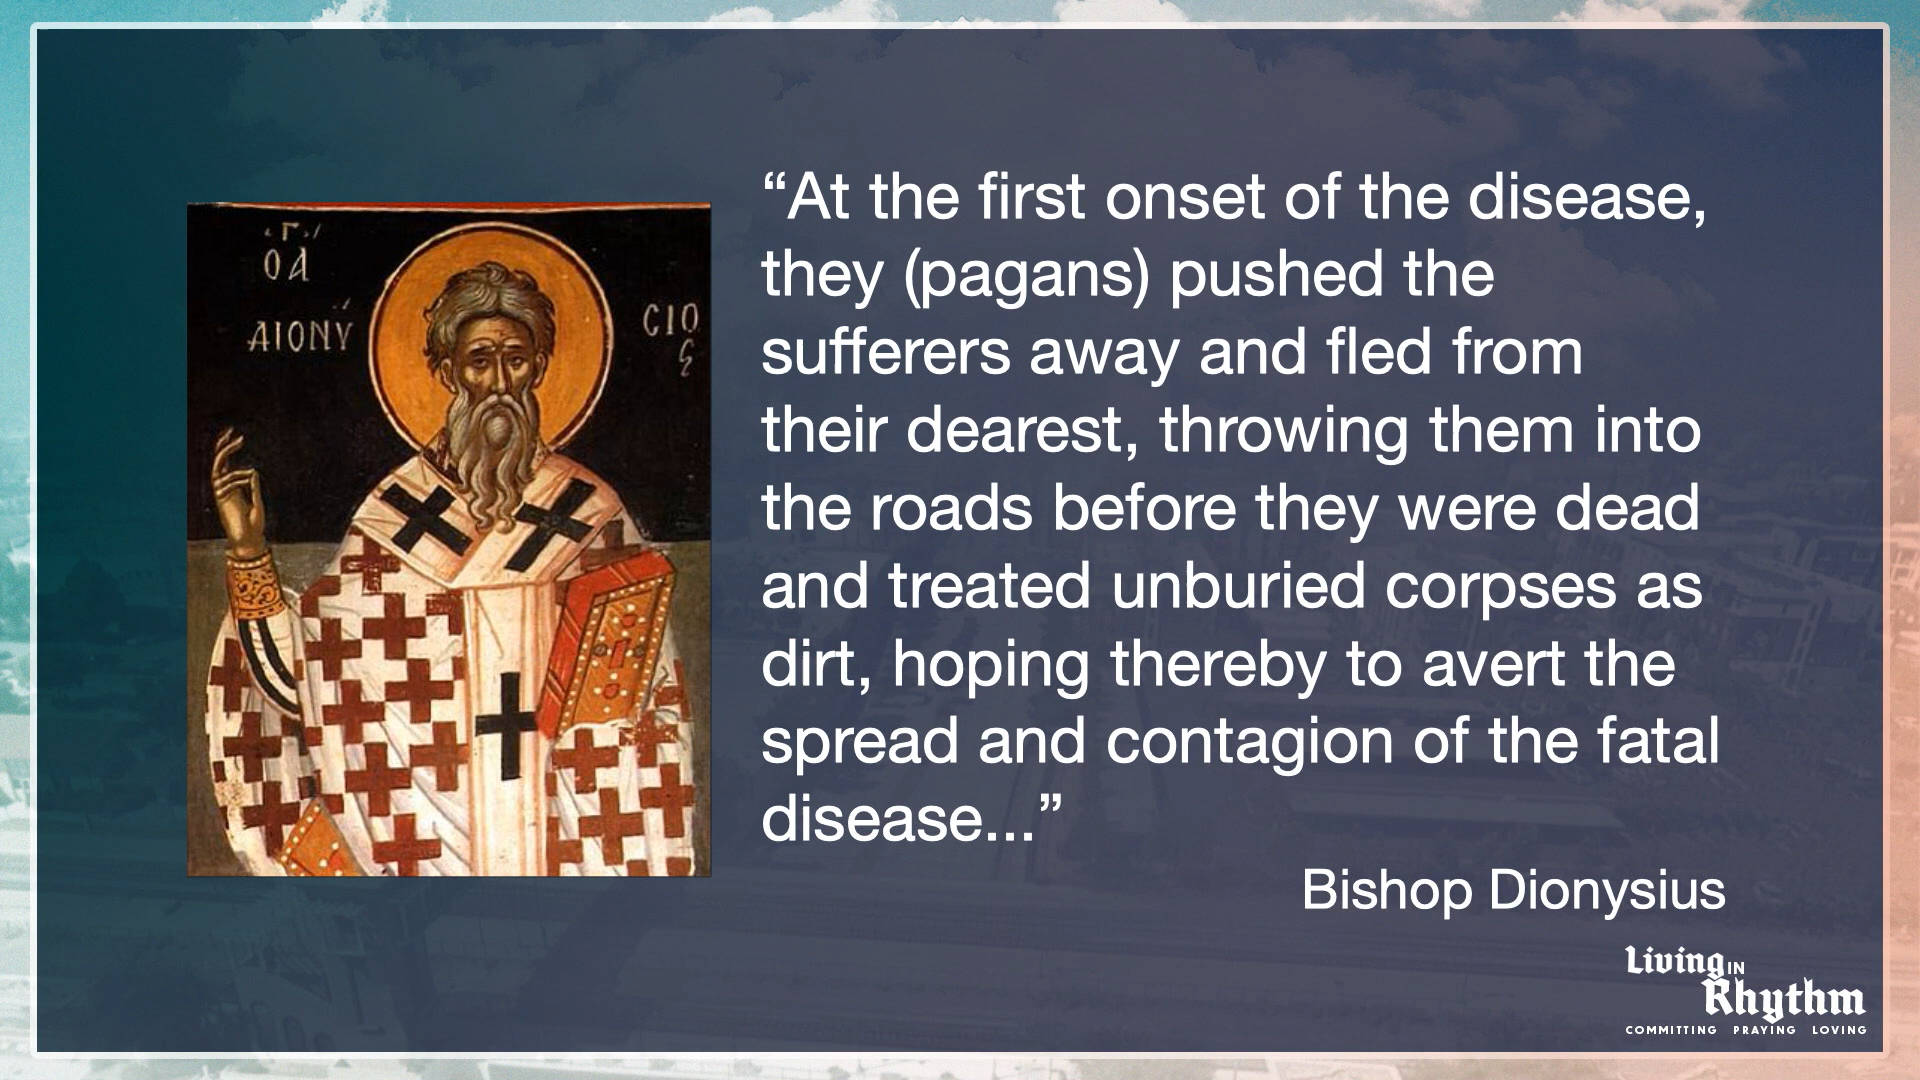 Γ
ΟΑ
ΔΙΟΝΥ
CΙΟ
ς
“At the first onset of the disease,
they (pagans) pushed the
sufferers away and fled from
their dearest, throwing them into
the roads before they were dead
and treated unburied corpses as
dirt, hoping thereby to avert the
spread and contagion of the fatal
disease...”
Bishop Dionysius
Living IN
Rhythm
COMMITTING PRAYING LOVING